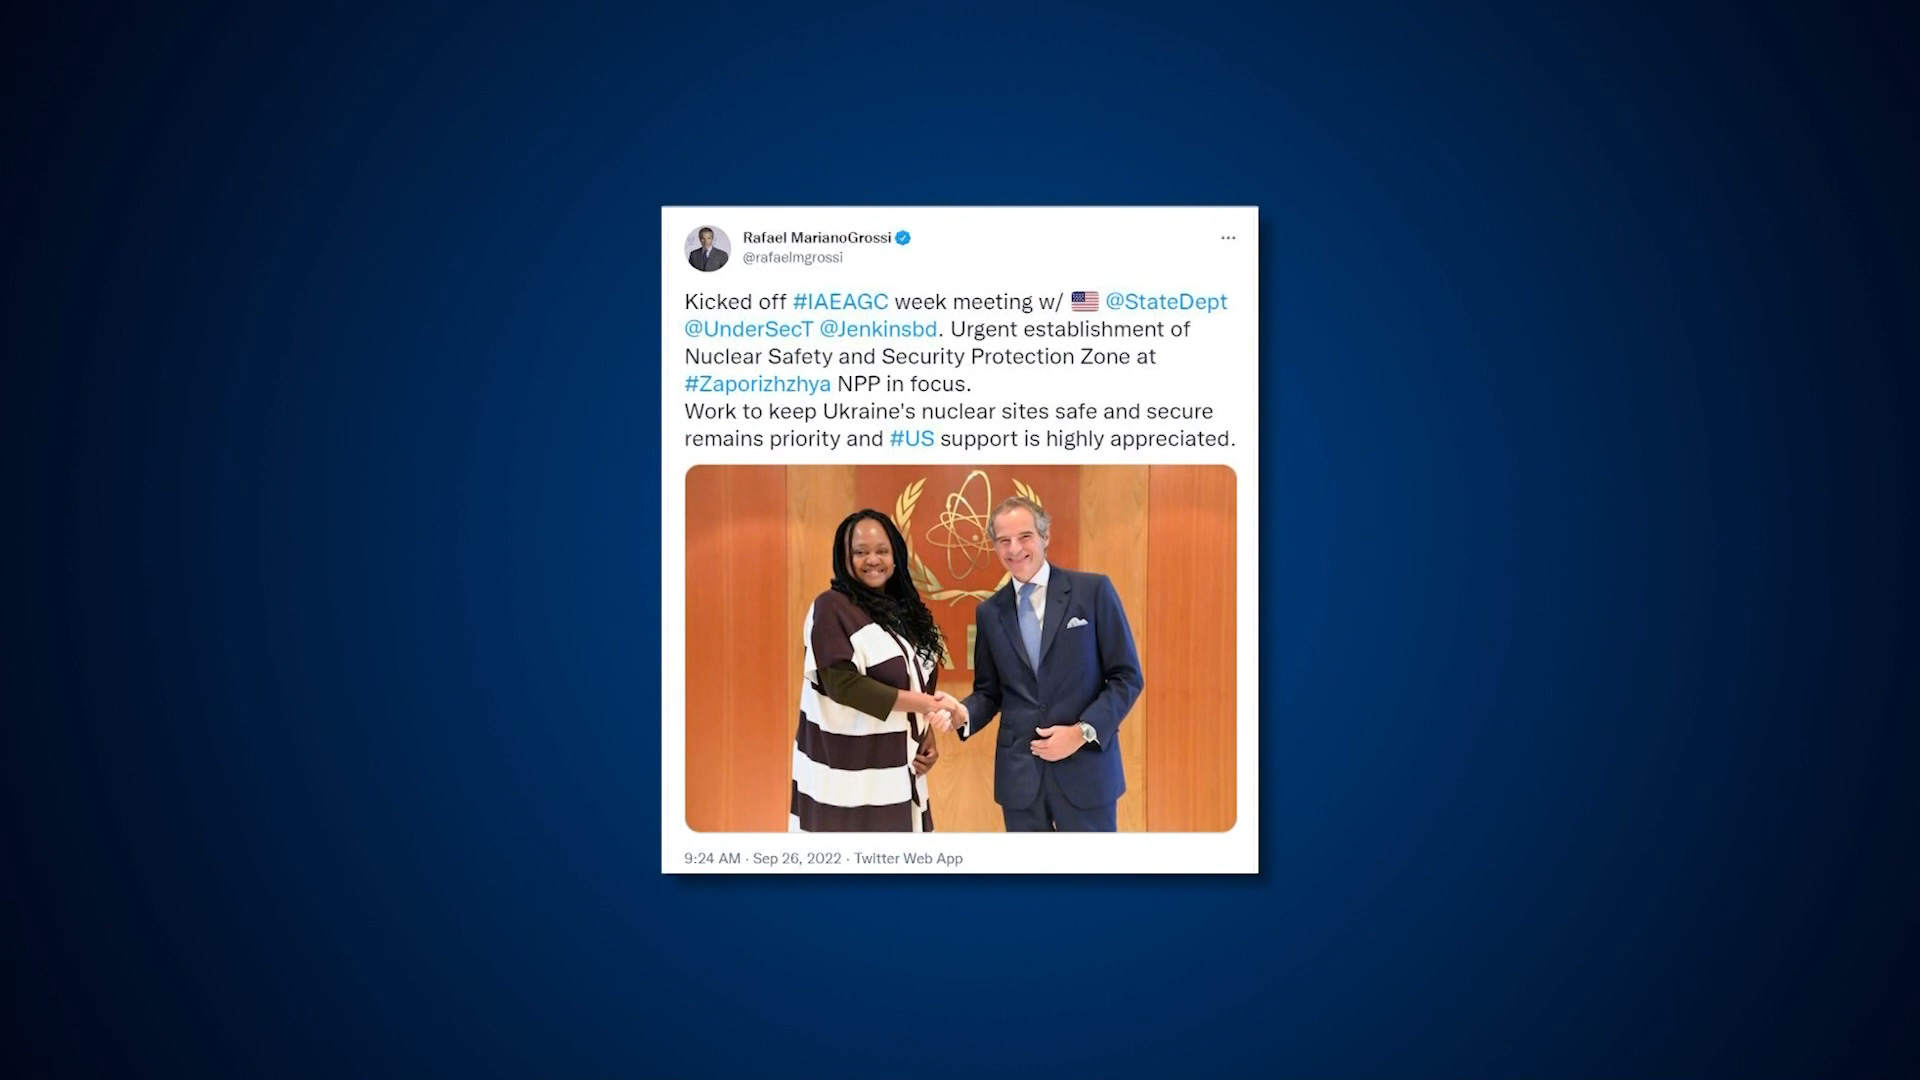 Rafael MarianoGrossi
@rafaelmgrossi
Kicked off #IAEAGC week meeting w/ 🇺🇸 @StateDept
@UnderSecT @Jenkinsbd. Urgent establishment of
Nuclear Safety and Security Protection Zone at
#Zaporizhzhya NPP in focus.
Work to keep Ukraine's nuclear sites safe and secure
remains priority and #US support is highly appreciated.
9:24 AM · Sep 26, 2022 · Twitter Web App